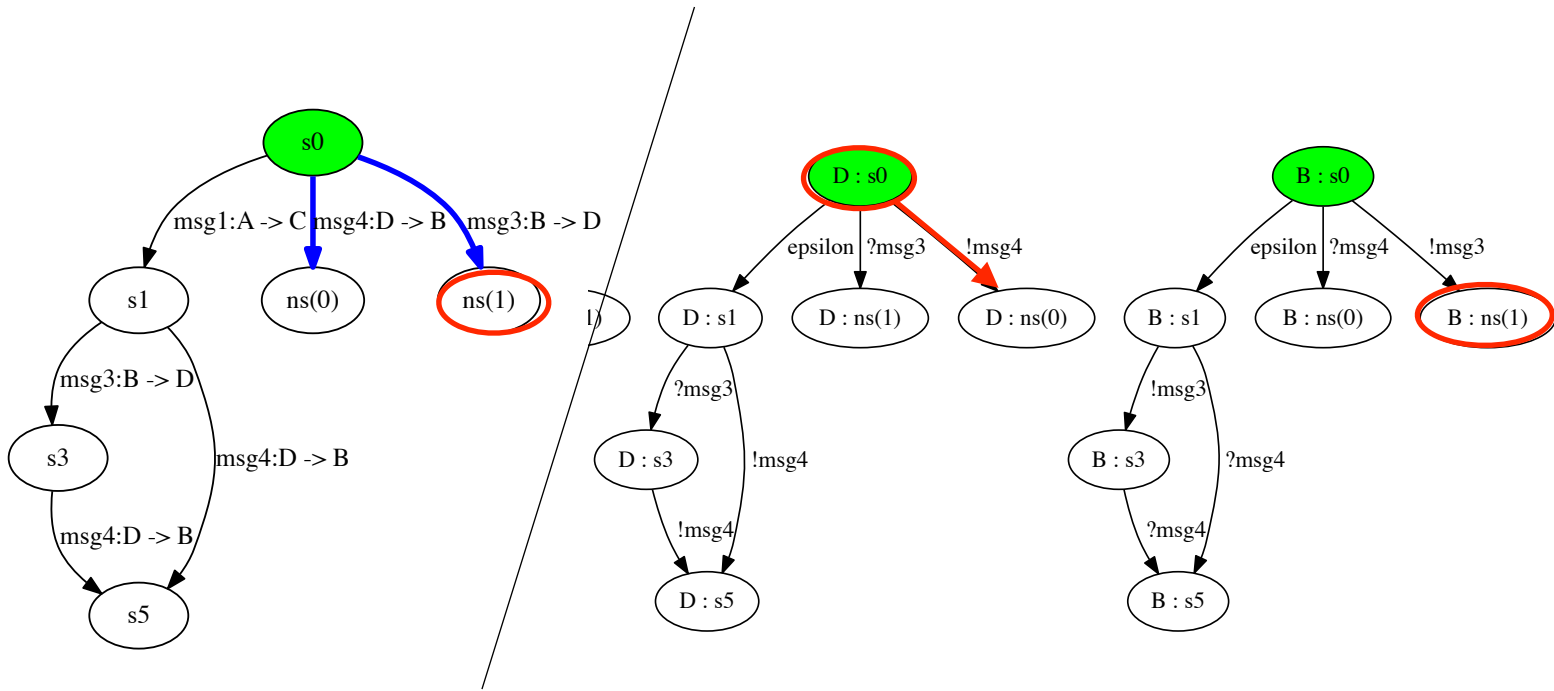 s0
msg1:A -> C
msg4:D -> B
msg3:B -> D
s1
ns(0)
ns(1)
msg3:B -> D
s3
msg4:D -> B
msg4:D -> B
s5
D : s0
epsilon
?msg3
!msg4
D : s1
D : ns(1)
D : ns(0)
?msg3
D : s3
!msg4
!msg4
D : s5
B : s0
epsilon
?msg4
!msg3
B : s1
B : ns(0)
B : ns(1)
!msg3
B : s3
?msg4
?msg4
B : s5